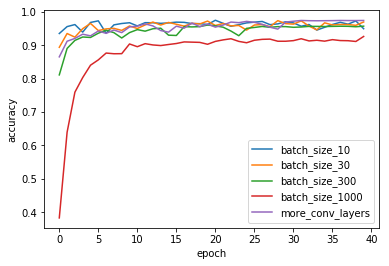 1.0
0.9
0.8
0.7
0.6
0.5
0.4
accuracy
batch_size_10
batch_size_30
batch_size_300
batch_size_1000
more_conv_layers
0 5 10 15 20 25 30 35 40
epoch